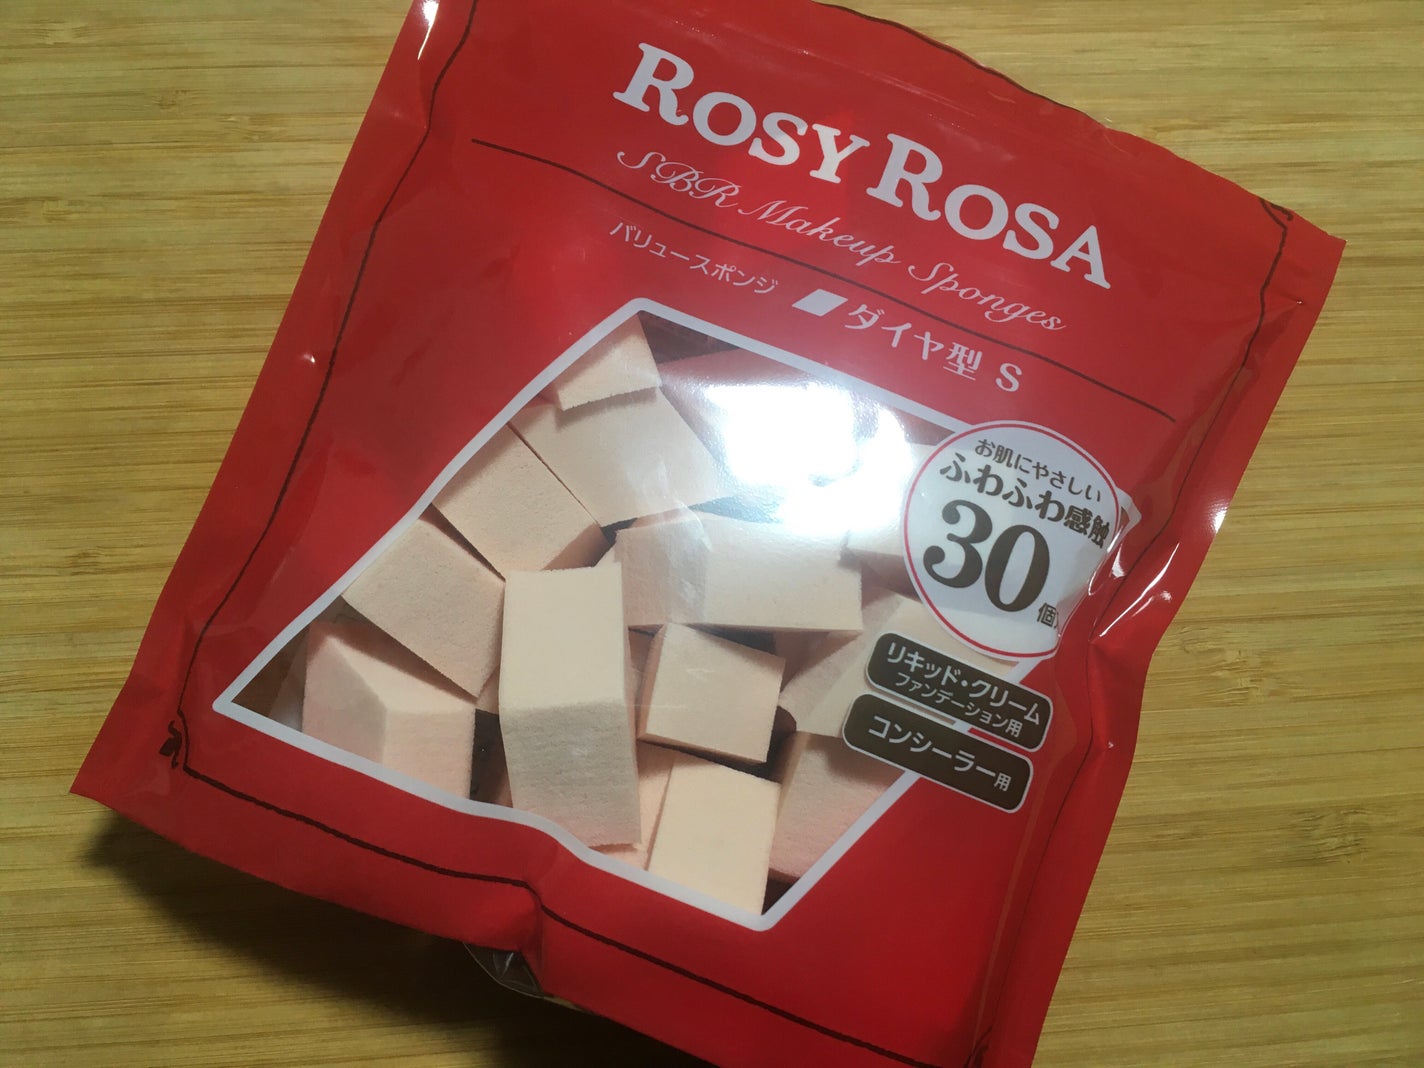 ROSY ROSA
SBR Makeup Sponges
バリュースポンジ ダイヤ型 S
お肌にやさしい
ふわふわ感触
30個
リキッド・クリーム
ファンデーション用
コンシーラー用